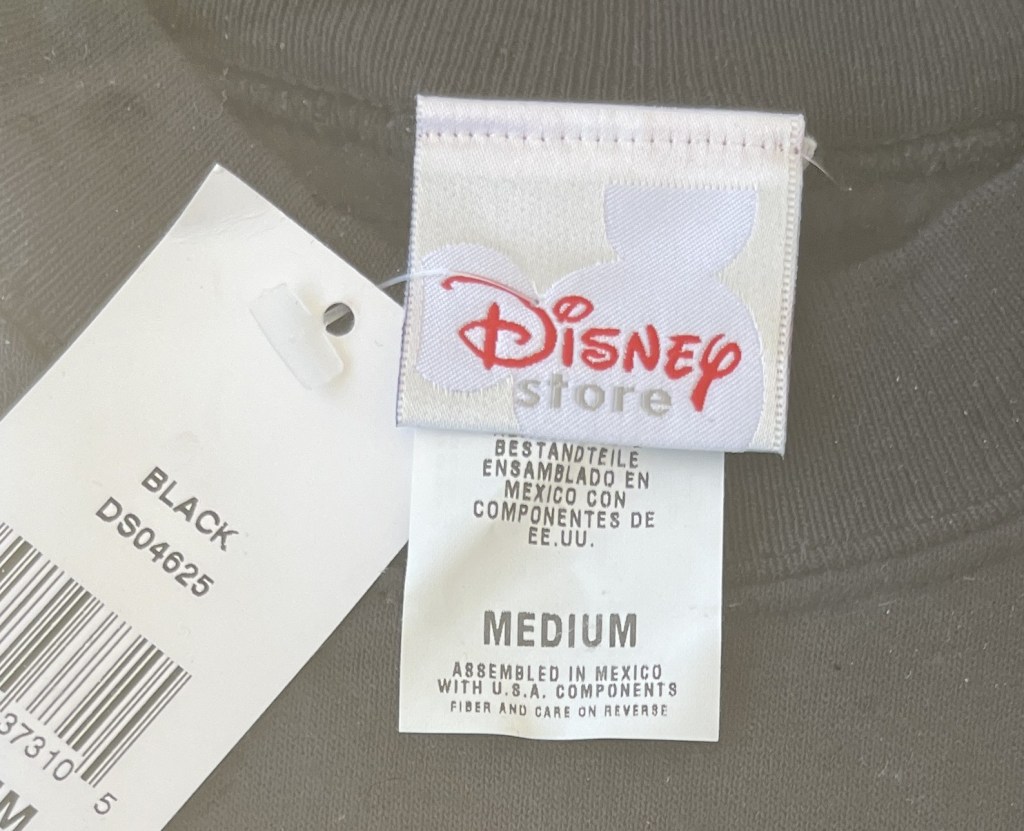 Disney
store
BESTANDTEILE
ENSAMBLADO EN
MEXICO CON
COMPONENTES DE
EE.UU.
MEDIUM
ASSEMBLED IN MEXICO
WITH U.S.A. COMPONENTS
FIBER AND CARE ON REVERSE
BLACK
DS04625
37310 5